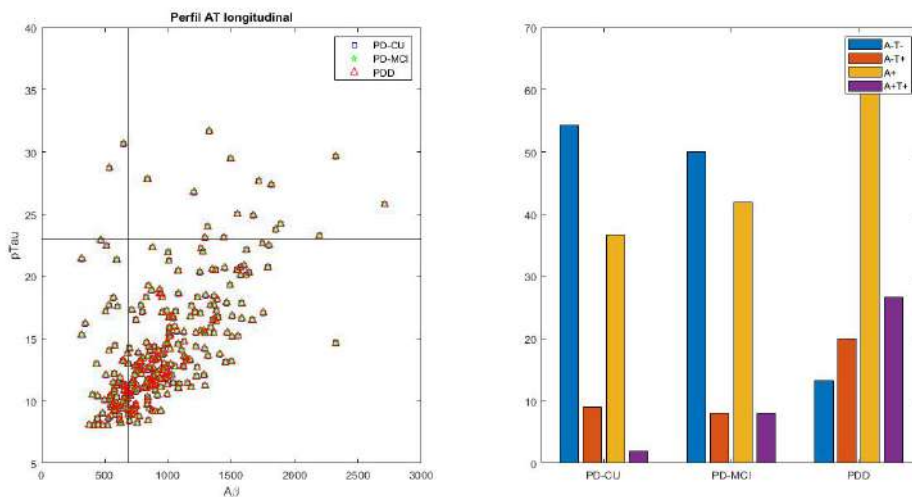 Perfil AT longitudinal
40
35
30
25
20
15
10
5
pTau
PD-CU
PD-MCI
PDD
0
500
1000
1500
2000
2500
3000
Aβ
70
60
50
40
30
20
10
0
A-T-
A-T+
A+
A+T+
PD-CU
PD-MCI
PDD